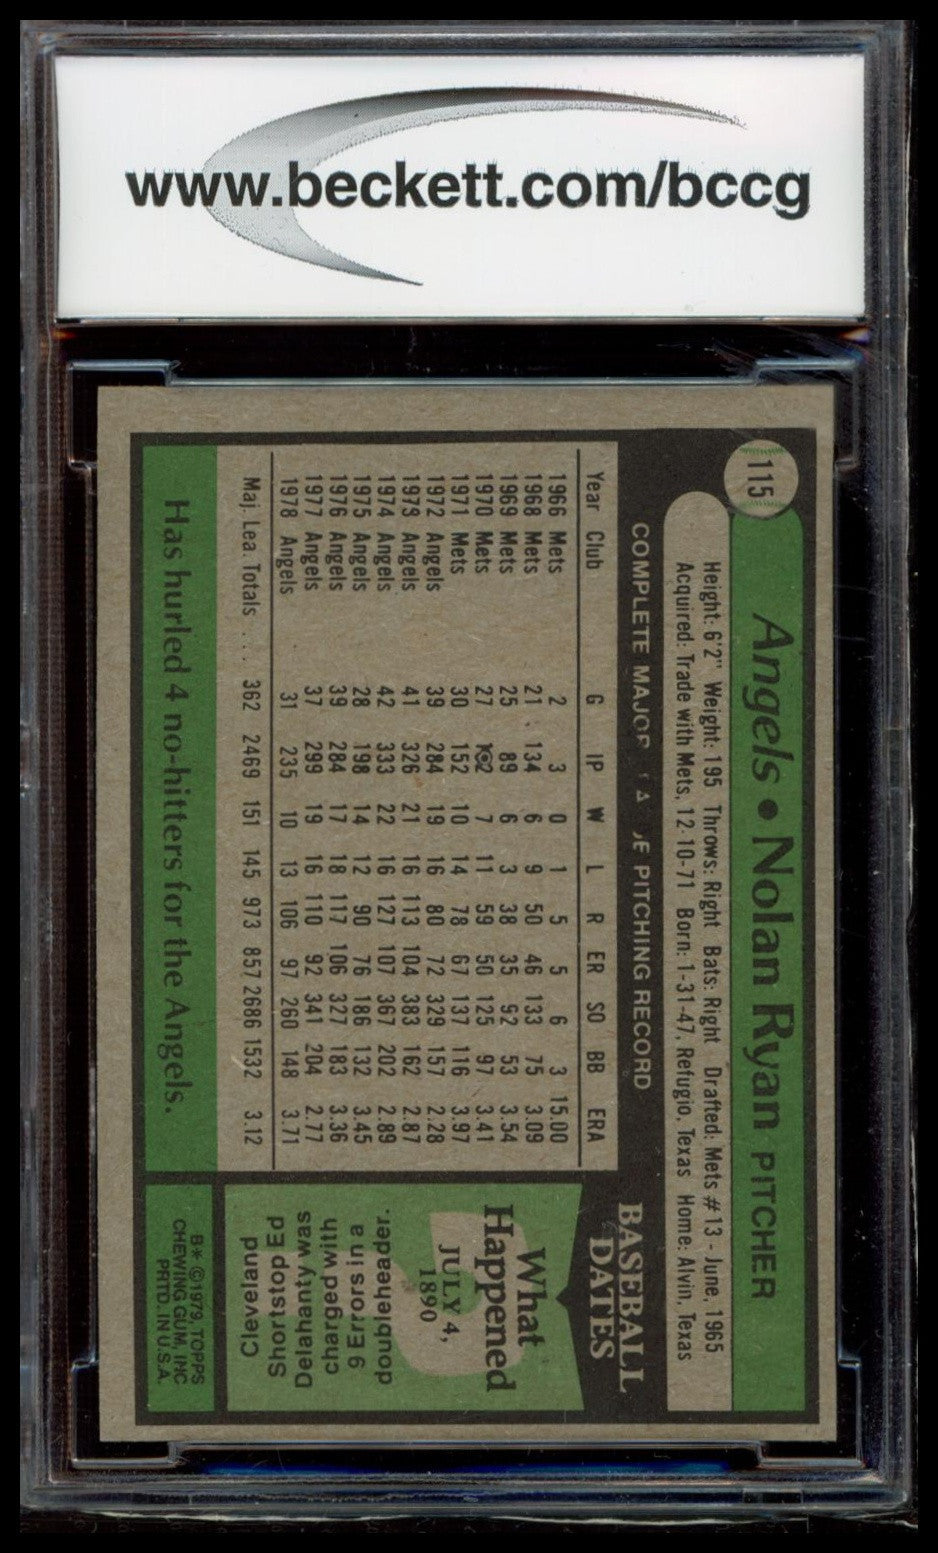 www.beckett.com/bccg
115
Angels • Nolan Ryan PITCHER
Height: 6'2" Weight: 195 Throws: Right Bats: Right Drafted: Mets #13 - June, 1965
Acquired: Trade with Mets, 12-10-71 Born: 1-31-47, Refugio, Texas Home: Alvin, Texas
COMPLETE MAJOR PITCHING RECORD
Year Club G IP W L R ER SO BB ERA
1966 Mets 2 3 0 1 5 5 6 3 15.00
1968 Mets 21 134 6 9 50 46 133 75 3.09
1969 Mets 25 89 6 3 38 35 92 53 3.54
1970 Mets 27 7 11 59 50 125 97 3.41
1971 Mets 30 152 10 14 78 67 137 116 3.97
1972 Angels 39 284 19 16 80 72 329 157 2.28
1973 Angels 41 326 21 16 113 104 383 162 2.87
1974 Angels 42 333 22 16 127 107 367 202 2.89
1975 Angels 28 198 14 12 90 76 186 132 3.45
1976 Angels 39 284 17 18 117 106 327 183 3.36
1977 Angels 37 299 19 16 110 92 341 204 2.77
1978 Angels 31 235 10 13 106 97 260 148 3.71
Maj. Lea. Totals . . . 362 2469 151 145 973 857 2686 1532 3.12
Has hurled 4 no-hitters for the Angels.
BASEBALL
DATES
What
Happened
JULY 4,
1890
Cleveland
Shortstop Ed
Delahanty was
charged with
9 Errors in a
doubleheader.
B* ©1979, TOPPS
CHEWING GUM, INC
PRTD. IN U.S.A.